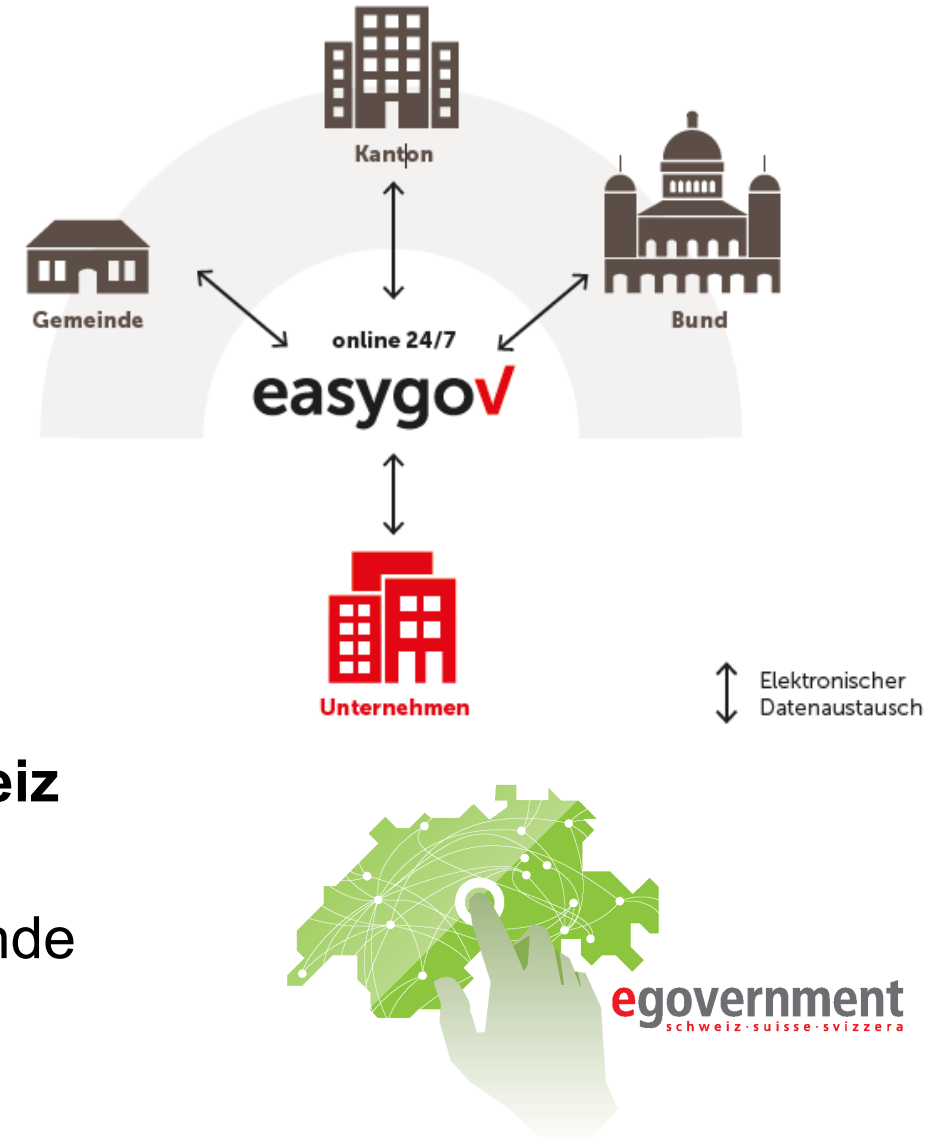 Kanton
Gemeinde
Bund
online 24/7
easygov
Unternehmen
Elektronischer
Datenaustausch
eiz
nde
egovernment
schweiz·suisse·svizzera